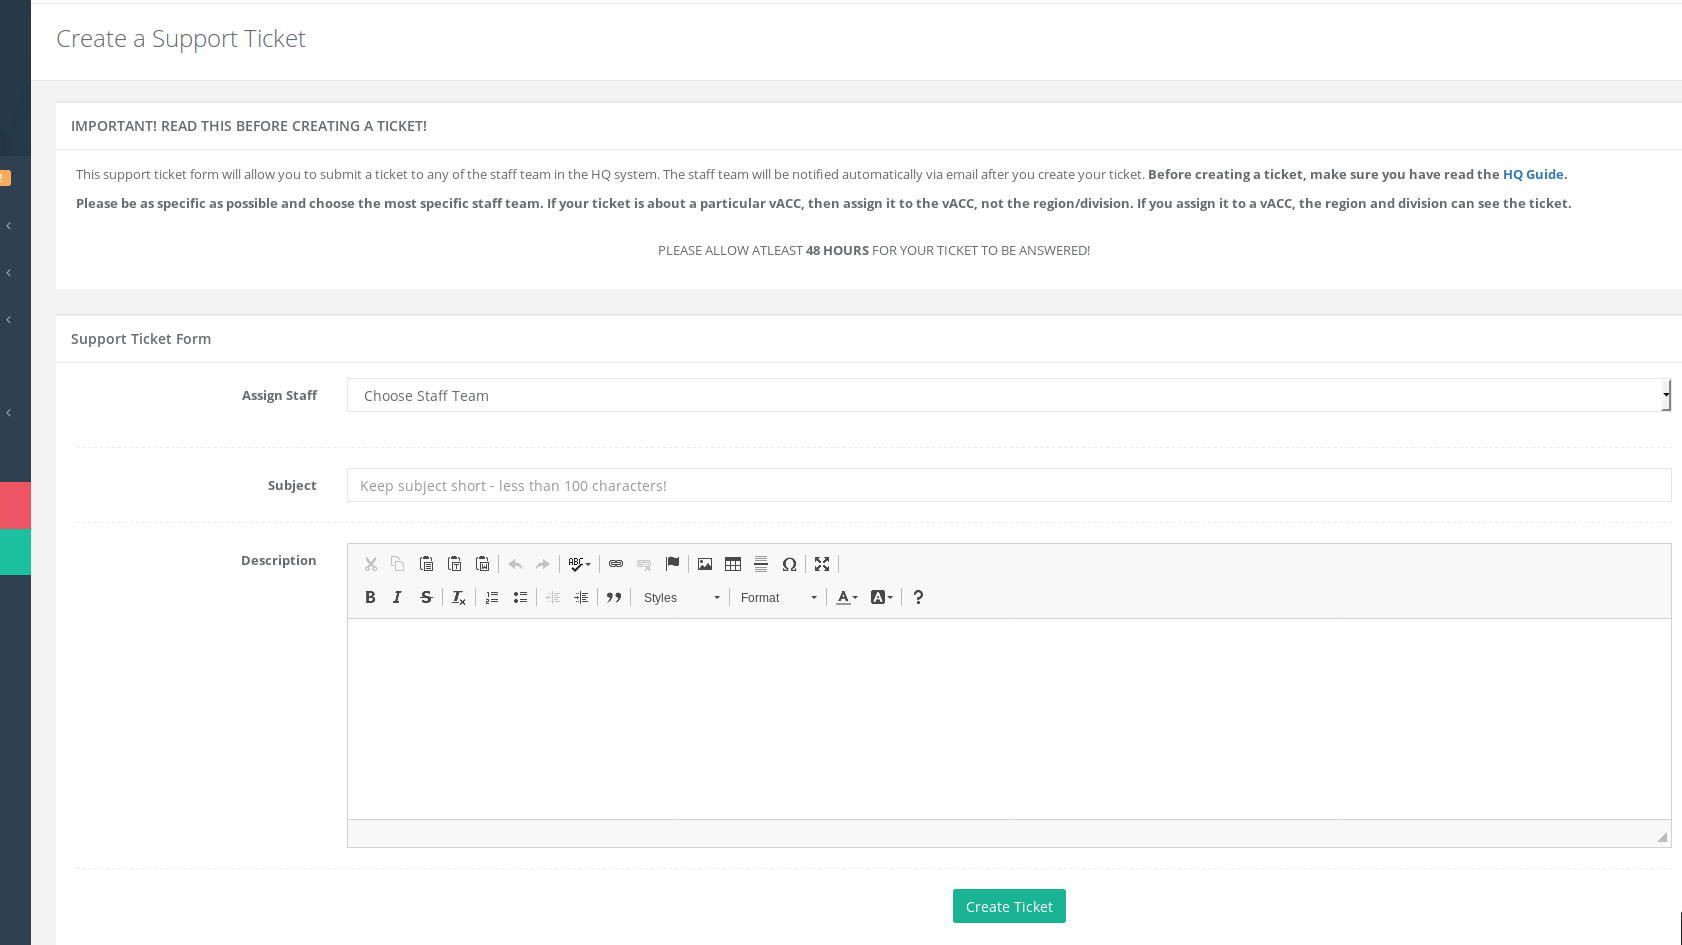 Create a Support Ticket
IMPORTANT! READ THIS BEFORE CREATING A TICKET!
This support ticket form will allow you to submit a ticket to any of the staff team in the HQ system. The staff team will be notified automatically via email after you create your ticket. Before creating a ticket, make sure you have read the HQ Guide.
Please be as specific as possible and choose the most specific staff team. If your ticket is about a particular vACC, then assign it to the vACC, not the region/division. If you assign it to a vACC, the region and division can see the ticket.
PLEASE ALLOW ATLEAST 48 HOURS FOR YOUR TICKET TO BE ANSWERED!
Support Ticket Form
Assign Staff
Choose Staff Team
Subject
Keep subject short - less than 100 characters!
Description
Styles
Format
Create Ticket